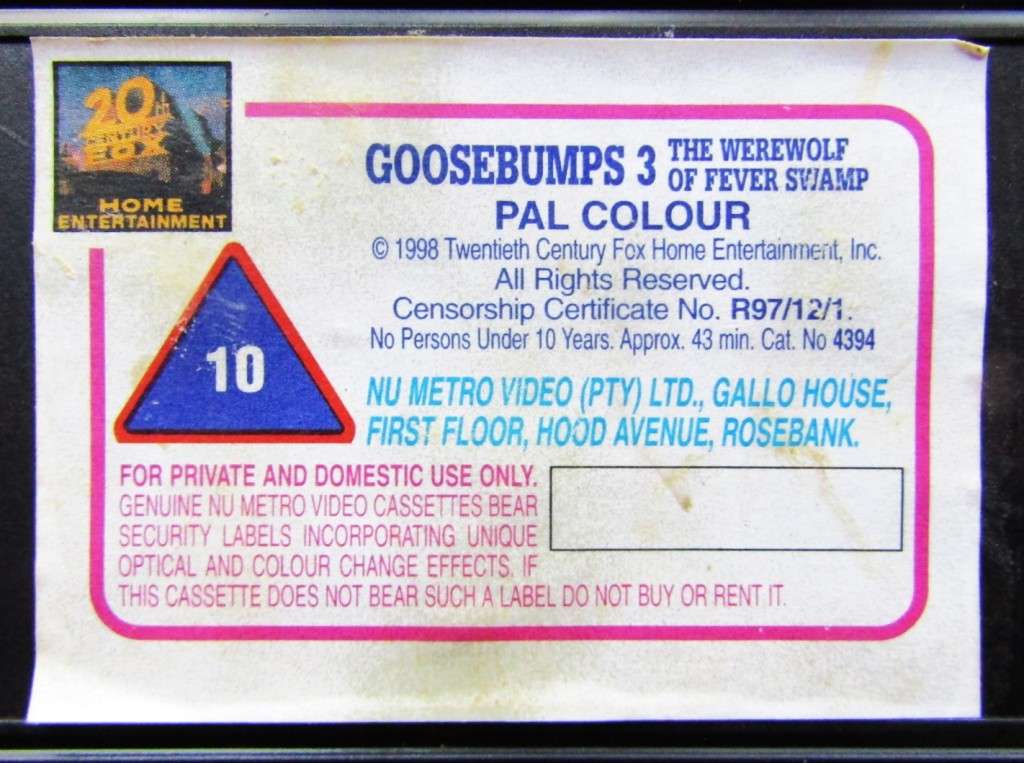 20th
CENTURY
FOX
HOME
ENTERTAINMENT
GOOSEBUMPS 3 THE WEREWOLF
OF FEVER SWAMP
PAL COLOUR
© 1998 Twentieth Century Fox Home Entertainment, Inc.
All Rights Reserved.
Censorship Certificate No. R97/12/1.
No Persons Under 10 Years. Approx. 43 min. Cat. No 4394
10
NU METRO VIDEO (PTY) LTD., GALLO HOUSE,
FIRST FLOOR, HOOD AVENUE, ROSEBANK.
FOR PRIVATE AND DOMESTIC USE ONLY.
GENUINE NU METRO VIDEO CASSETTES BEAR
SECURITY LABELS INCORPORATING UNIQUE
OPTICAL AND COLOUR CHANGE EFFECTS. IF
THIS CASSETTE DOES NOT BEAR SUCH A LABEL DO NOT BUY OR RENT IT.